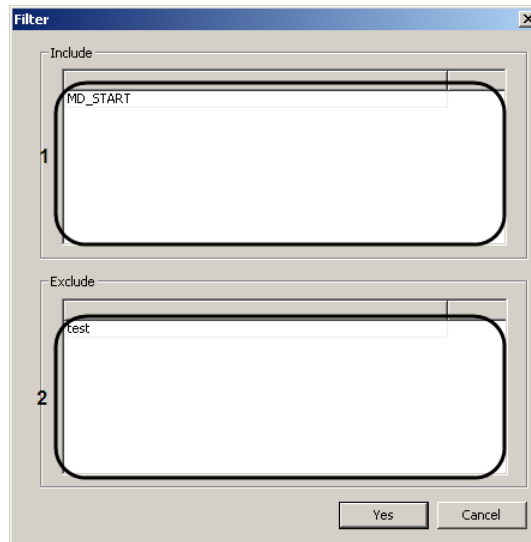 Filter
Include
MD_START
1
Exclude
test
2
Yes Cancel